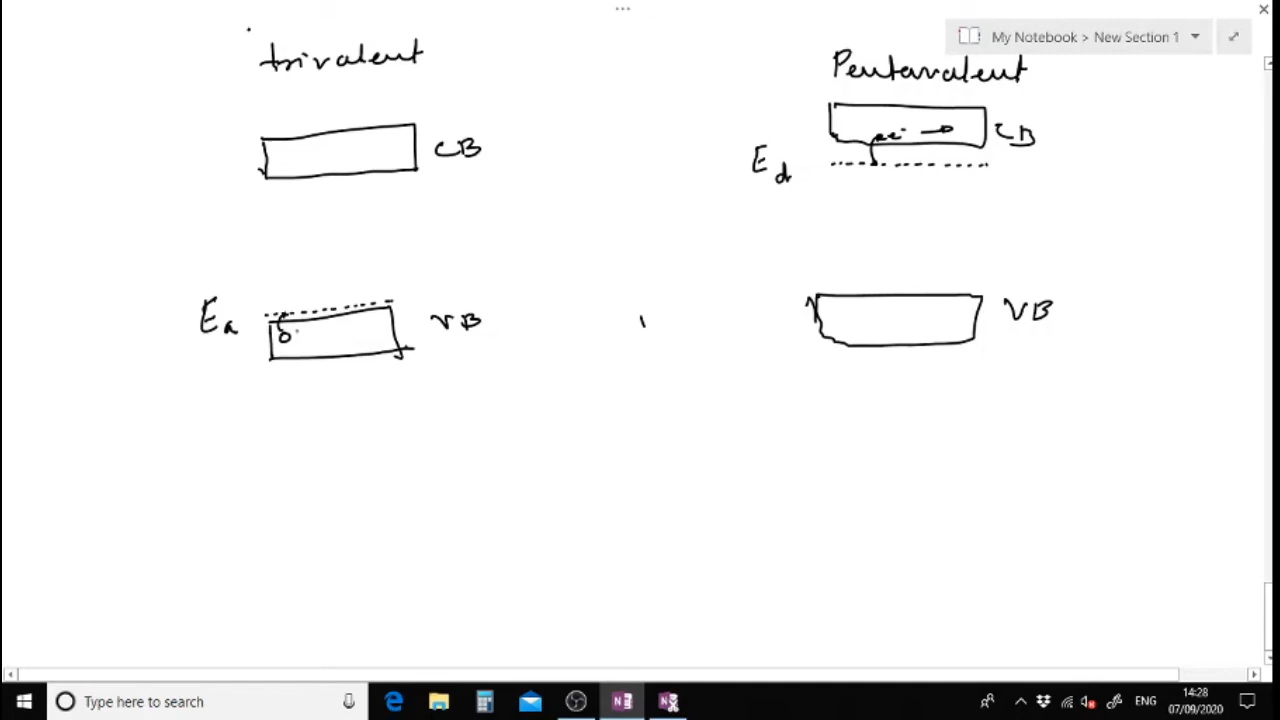 trivalent
Pentavalent
My Notebook > New Section 1
CB
CB
Ed
Ea
VB
VB
Type here to search
ENG
14:28
07/09/2020